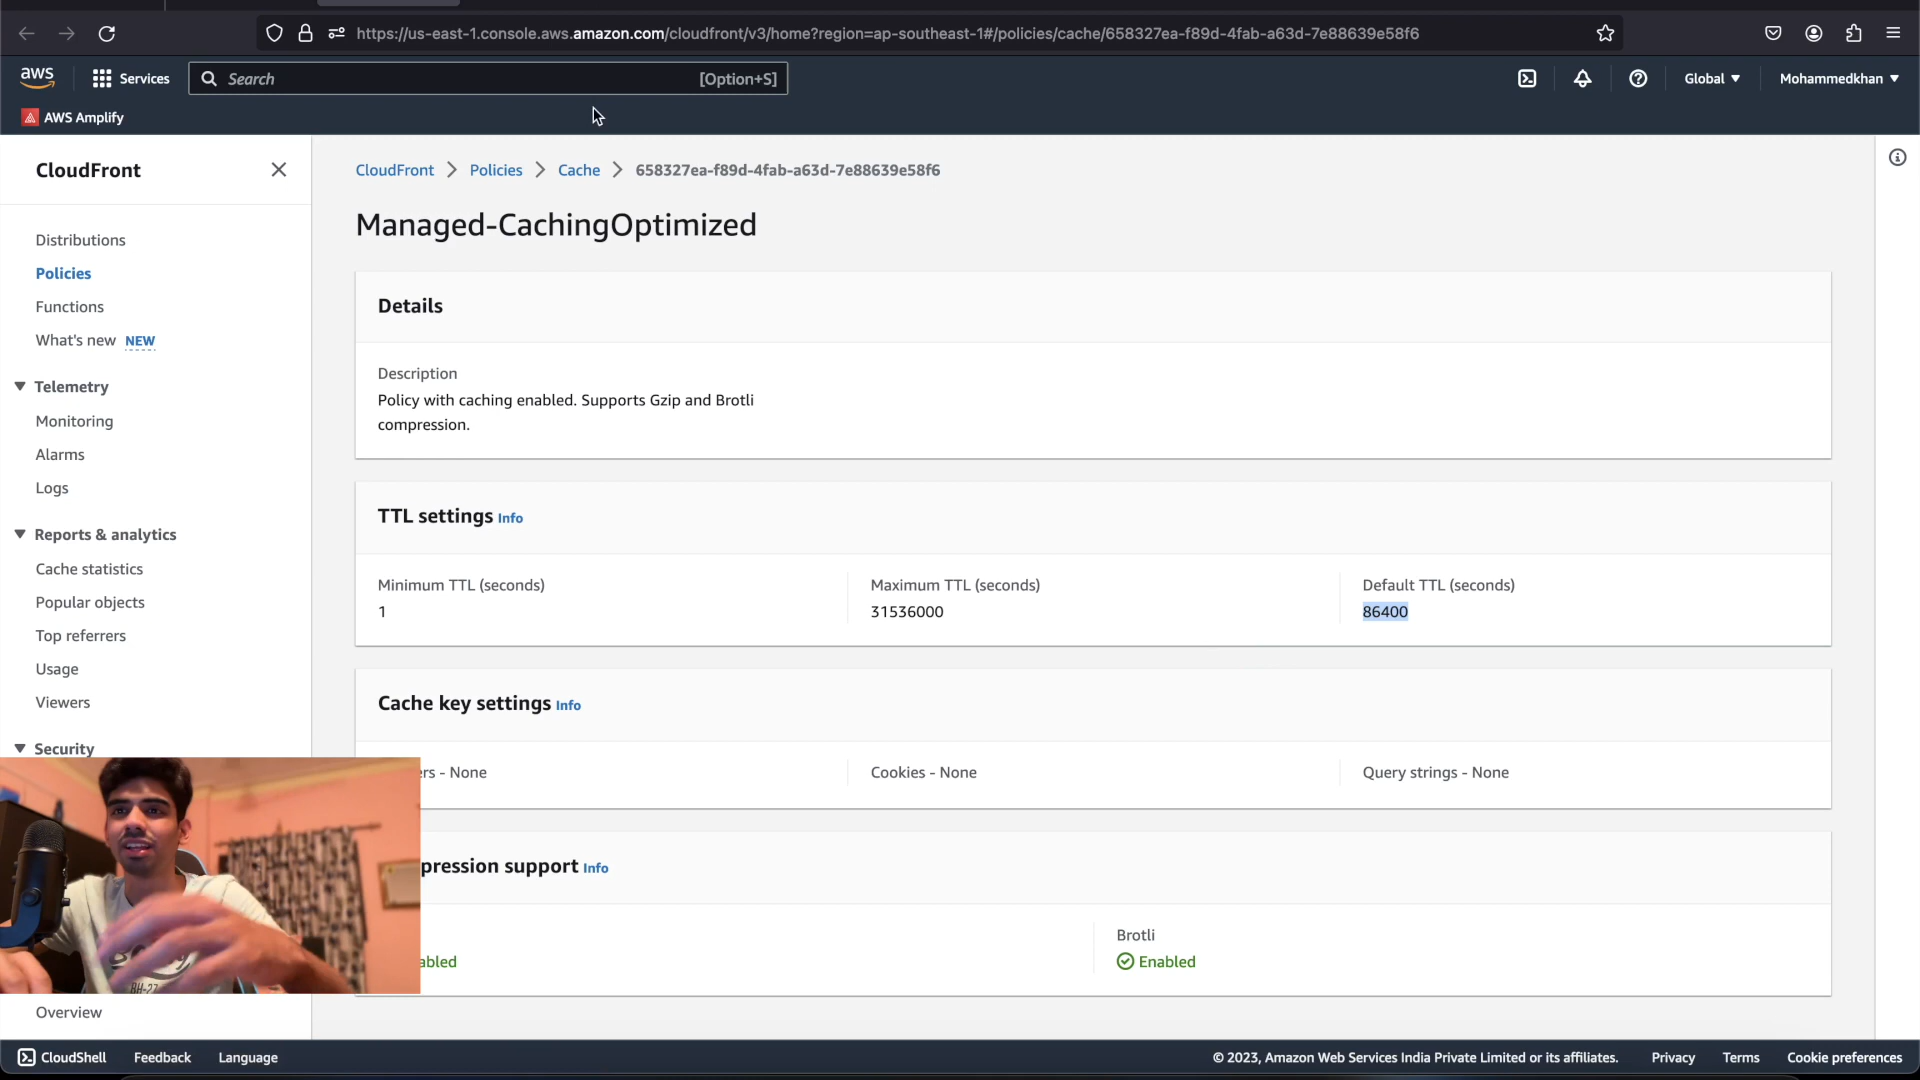 https://us-east-1.console.aws.amazon.com/cloudfront/v3/home?region=ap-southeast-1#/policies/cache/658327ea-f89d-4fab-a63d-7e88639e58f6
aws
Services
Search
[Option+S]
Global
Mohammedkhan
AWS Amplify
CloudFront
Distributions
Policies
Functions
What's new NEW
Telemetry
Monitoring
Alarms
Logs
Reports & analytics
Cache statistics
Popular objects
Top referrers
Usage
Viewers
Security
Overview
CloudFront
Policies
Cache
658327ea-f89d-4fab-a63d-7e88639e58f6
Managed-CachingOptimized
Details
Description
Policy with caching enabled. Supports Gzip and Brotli
compression.
TTL settings Info
Minimum TTL (seconds)
1
Maximum TTL (seconds)
31536000
Default TTL (seconds)
86400
Cache key settings Info
rs - None
Cookies - None
Query strings - None
pression support Info
abled
Brotli
Enabled
BH-27
CloudShell
Feedback
Language
© 2023, Amazon Web Services India Private Limited or its affiliates.
Privacy
Terms
Cookie preferences